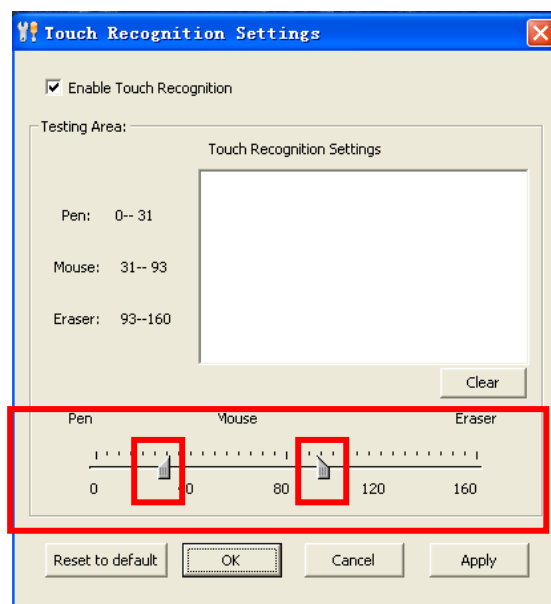 Touch Recognition Settings
Enable Touch Recognition
Testing Area:
Touch Recognition Settings
Pen: 0-- 31
Mouse: 31-- 93
Eraser: 93--160
Clear
Pen Mouse Eraser
0 40 80 120 160
Reset to default OK Cancel Apply